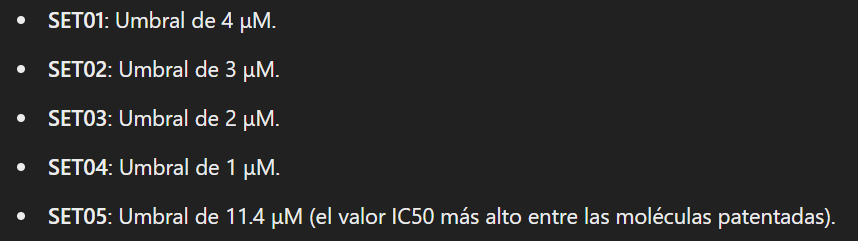 • SET01: Umbral de 4 µM.
• SET02: Umbral de 3 µM.
• SET03: Umbral de 2 µM.
• SET04: Umbral de 1 µM.
• SET05: Umbral de 11.4 µM (el valor IC50 más alto entre las moléculas patentadas).